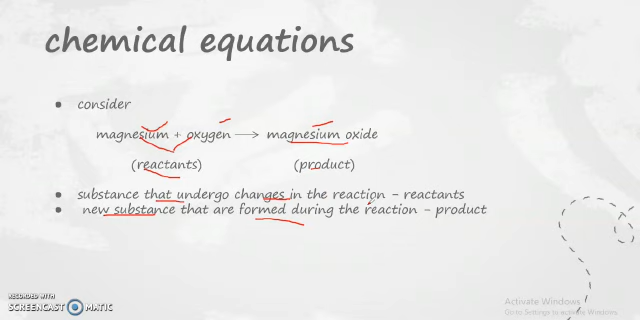 chemical equations
• consider
magnesium + oxygen ⟶ magnesium oxide
(reactants) (product)
• substance that undergo changes in the reaction - reactants
• new substance that are formed during the reaction - product
RECORDED WITH
SCREENCAST MATIC
Activate Windows
Go to Settings to activate Windows.